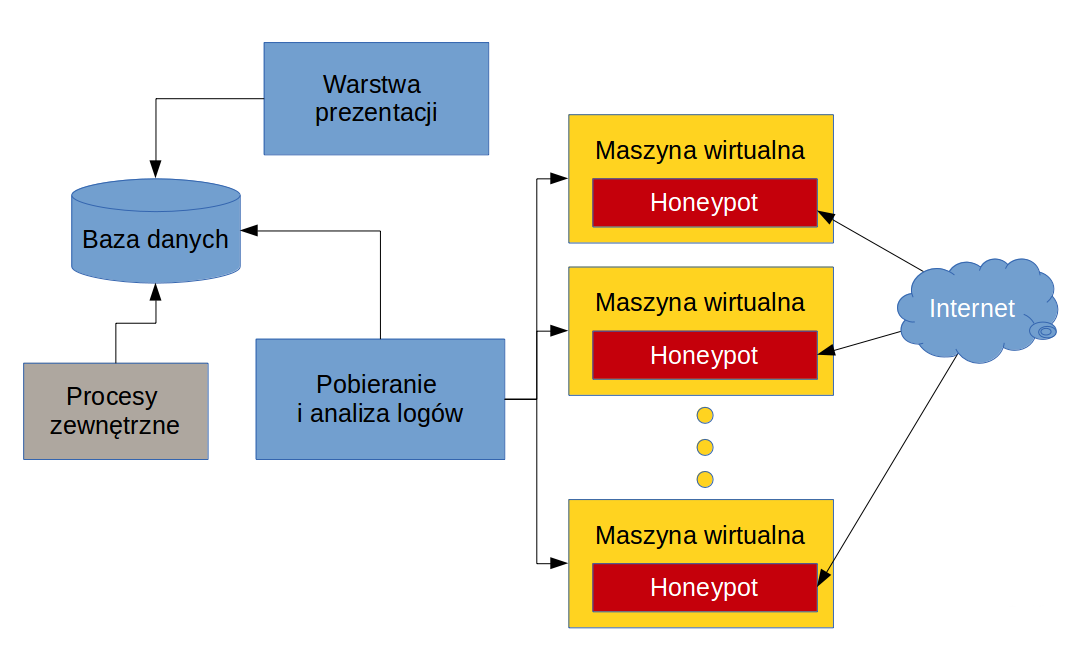 Warstwa
prezentacji
Maszyna wirtualna
Honeypot
Baza danych
Maszyna wirtualna
Honeypot
Internet
Procesy
zewnętrzne
Pobieranie
i analiza logów
Maszyna wirtualna
Honeypot